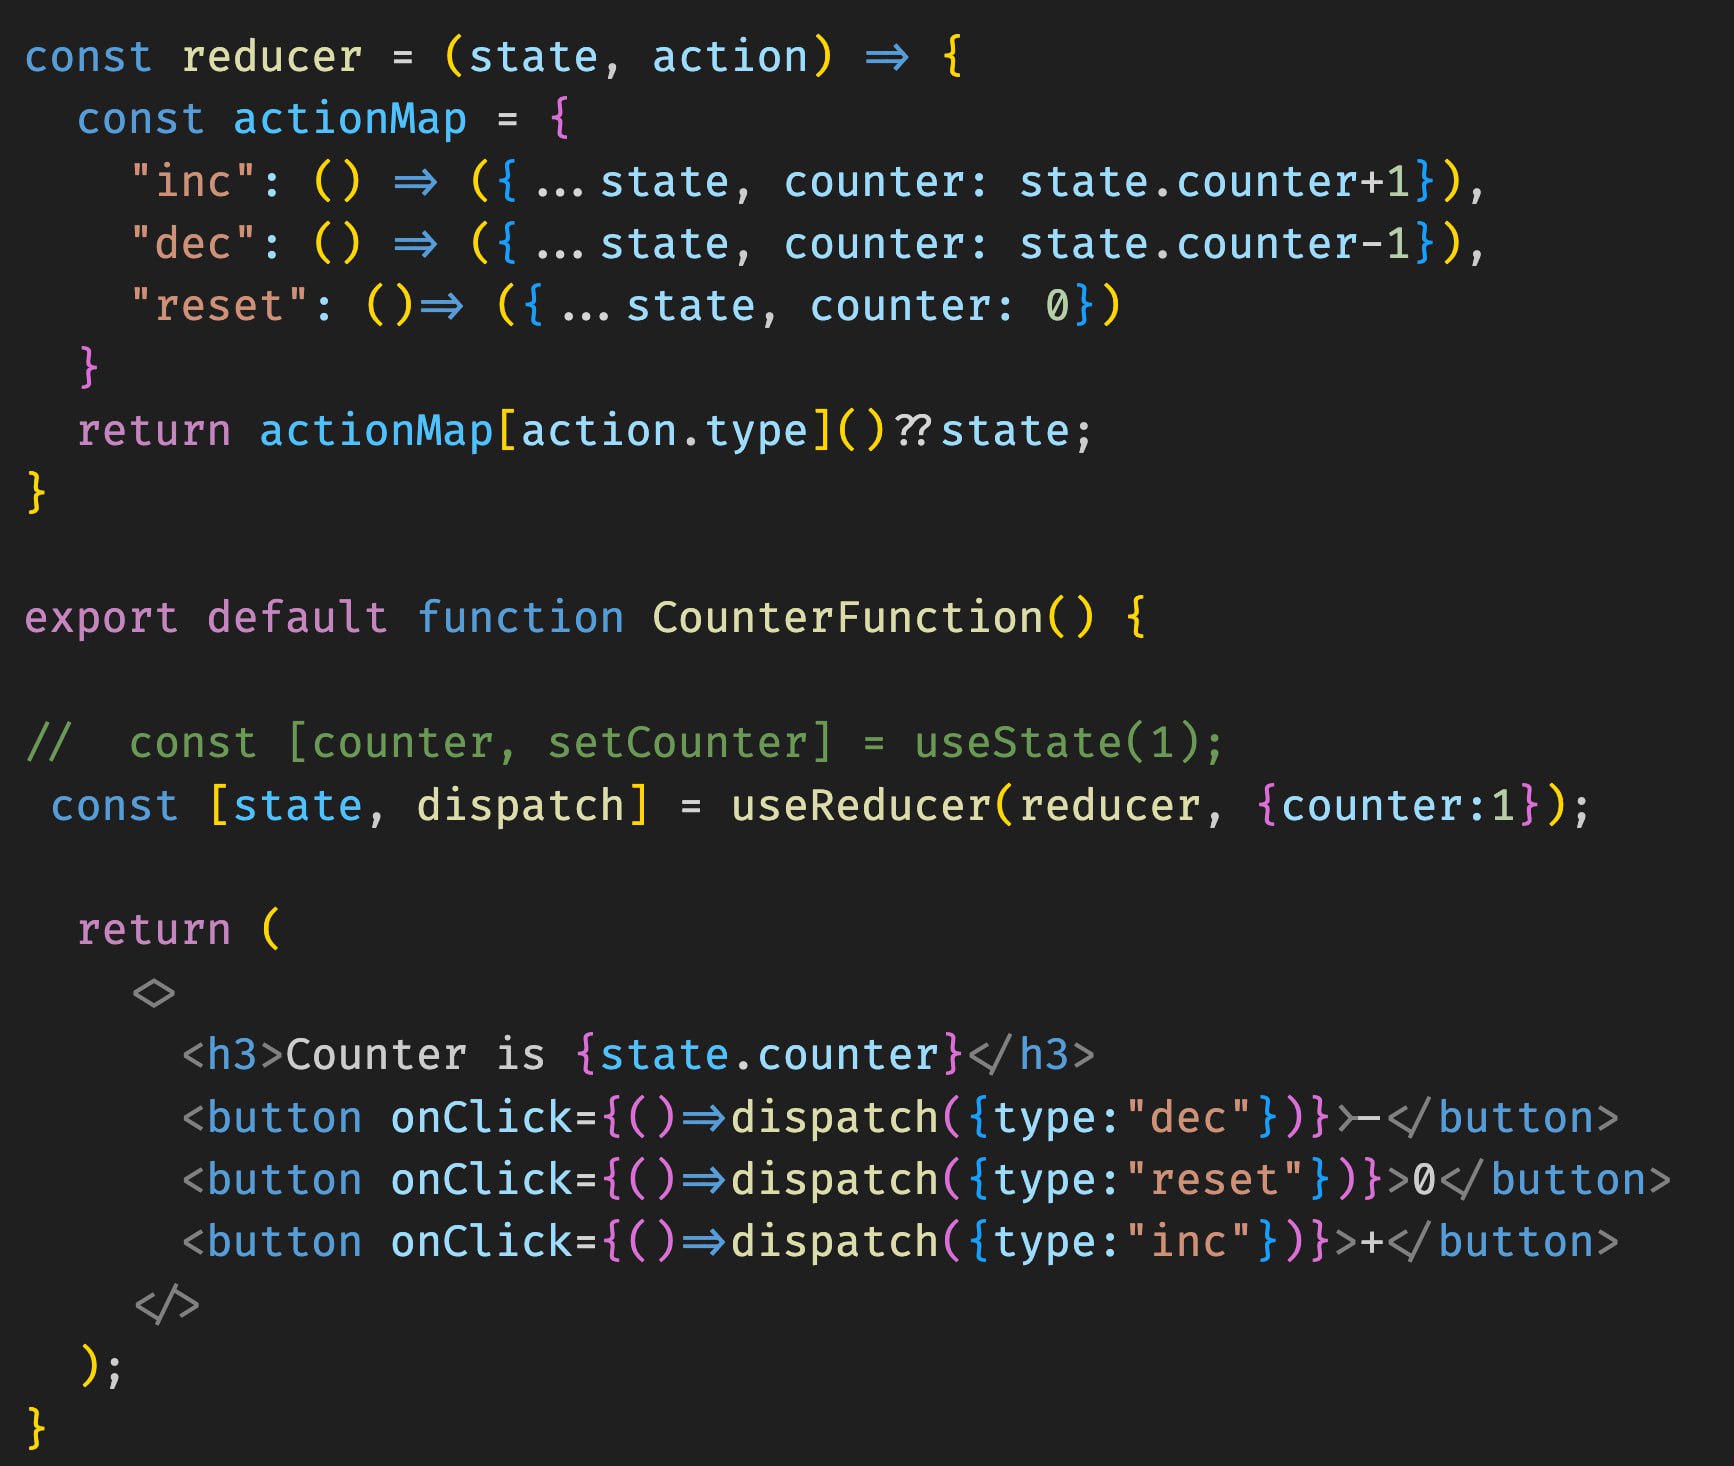 const reducer = (state, action) => {
  const actionMap = {
    "inc": () => ({...state, counter: state.counter+1}),
    "dec": () => ({...state, counter: state.counter-1}),
    "reset": ()=> ({...state, counter: 0})
  }
  return actionMap[action.type]()??state;
}

export default function CounterFunction() {

//  const [counter, setCounter] = useState(1);
 const [state, dispatch] = useReducer(reducer, {counter:1});

  return (
    <>
      <h3>Counter is {state.counter}</h3>
      <button onClick={()=>dispatch({type:"dec"})}>-</button>
      <button onClick={()=>dispatch({type:"reset"})}>0</button>
      <button onClick={()=>dispatch({type:"inc"})}>+</button>
    </>
  );
}